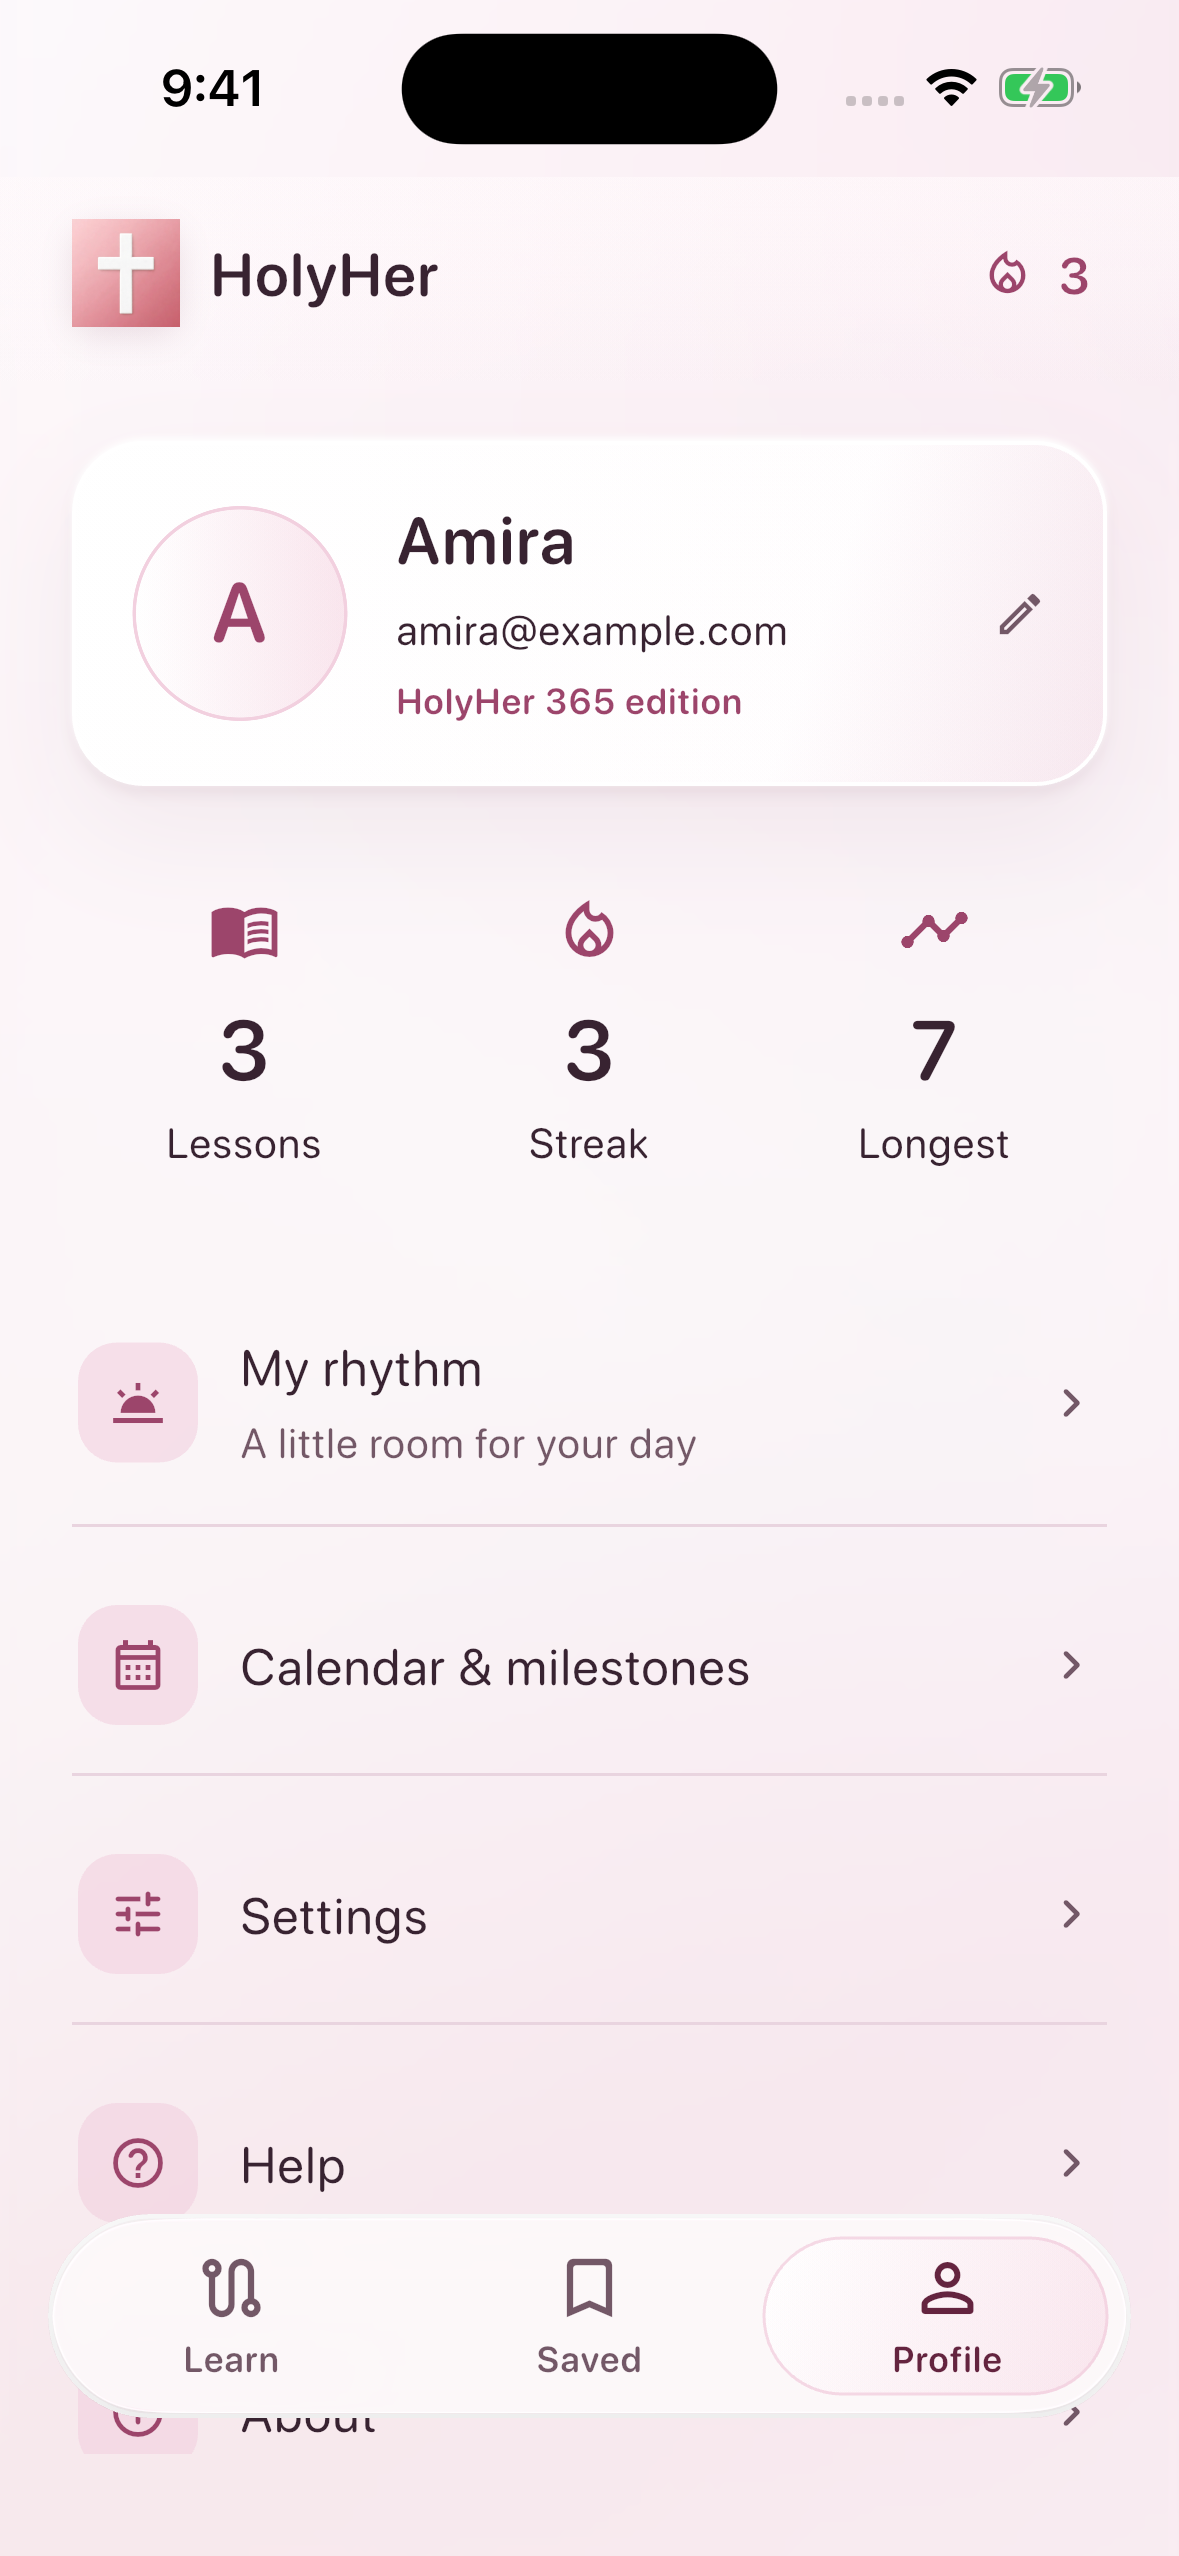 9:41
HolyHer
3
A
Amira
amira@example.com
HolyHer 365 edition
3
3
7
Lessons
Streak
Longest
My rhythm
A little room for your day
Calendar & milestones
Settings
Help
Learn
Saved
Profile
About